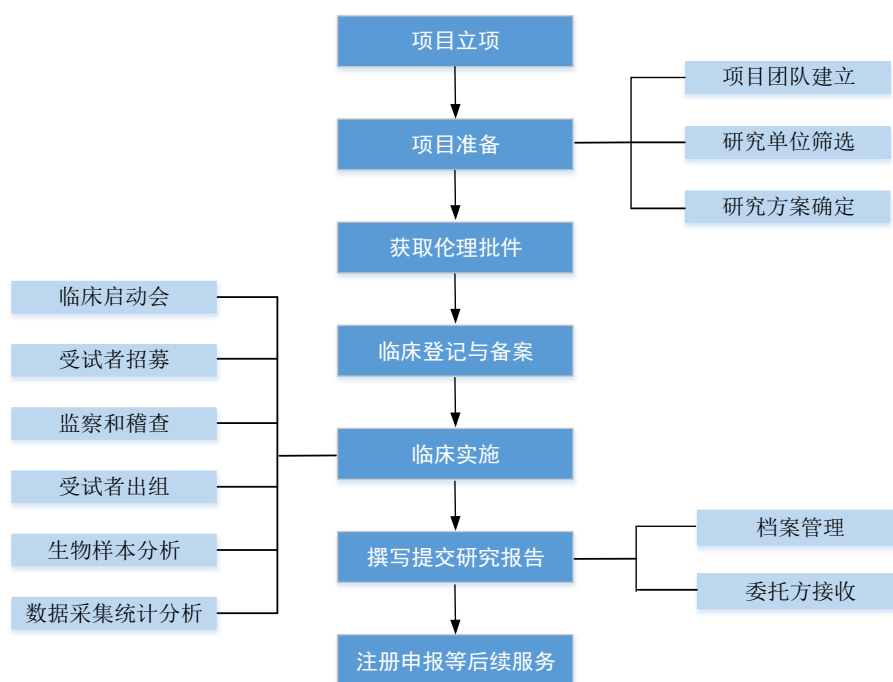 项目立项
项目准备
项目团队建立
研究单位筛选
研究方案确定
获取伦理批件
临床登记与备案
临床实施
临床启动会
受试者招募
监察和稽查
受试者出组
生物样本分析
数据采集统计分析
撰写提交研究报告
档案管理
委托方接收
注册申报等后续服务